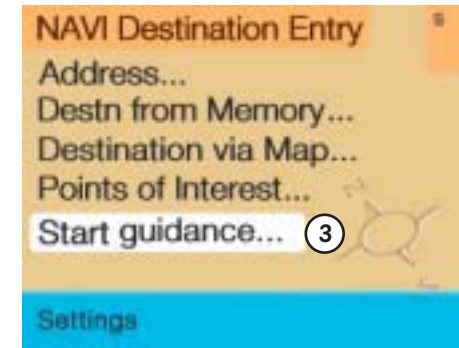 NAVI Destination Entry
Address...
Destn from Memory...
Destination via Map...
Points of Interest...
Start guidance... 3
Settings